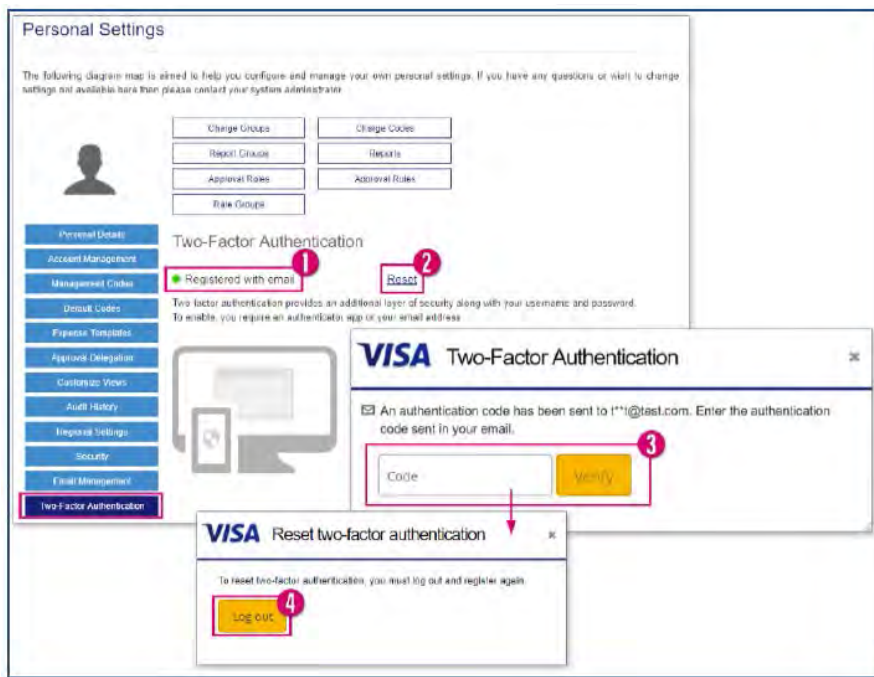 Personal Settings
The following diagram map is aimed to help you configure and manage your own personal settings. If you have any questions or wish to change
settings not available here then please contact your system administrator
Charge Groups
Charge Codes
Report Groups
Reports
Approval Roles
Approval Rules
Rate Groups
Personal Details
Account Management
Management Codes
Default Codes
Expense Templates
Approval Delegation
Customize Views
Audit History
Regional Settings
Security
Email Management
Two-Factor Authentication
Two-Factor Authentication
1
2
Registered with email
Reset
Two-factor authentication provides an additional layer of security along with your username and password.
To enable, you require an authenticator app or your email address
VISA Two-Factor Authentication
An authentication code has been sent to t**t@test.com. Enter the authentication
code sent in your email.
3
Code
Verify
VISA Reset two-factor authentication
To reset two-factor authentication, you must log out and register again.
4
Log out